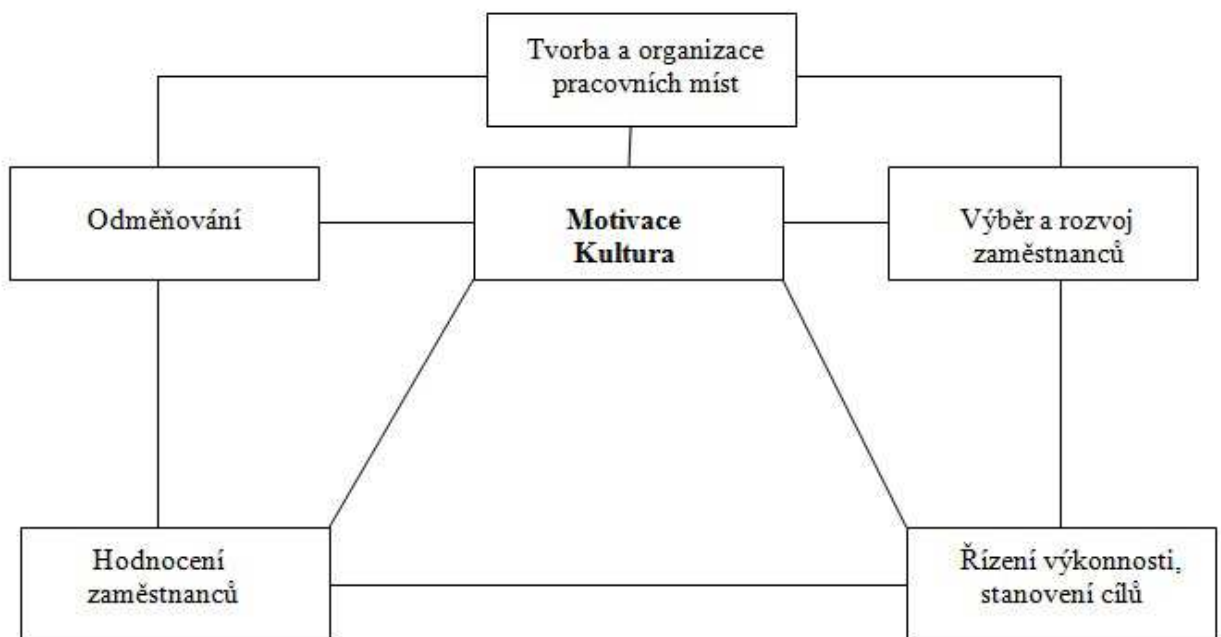 Tvorba a organizace
pracovních míst
Odměňování
Motivace
Kultura
Výběr a rozvoj
zaměstnanců
Hodnocení
zaměstnanců
Řízení výkonnosti,
stanovení cílů